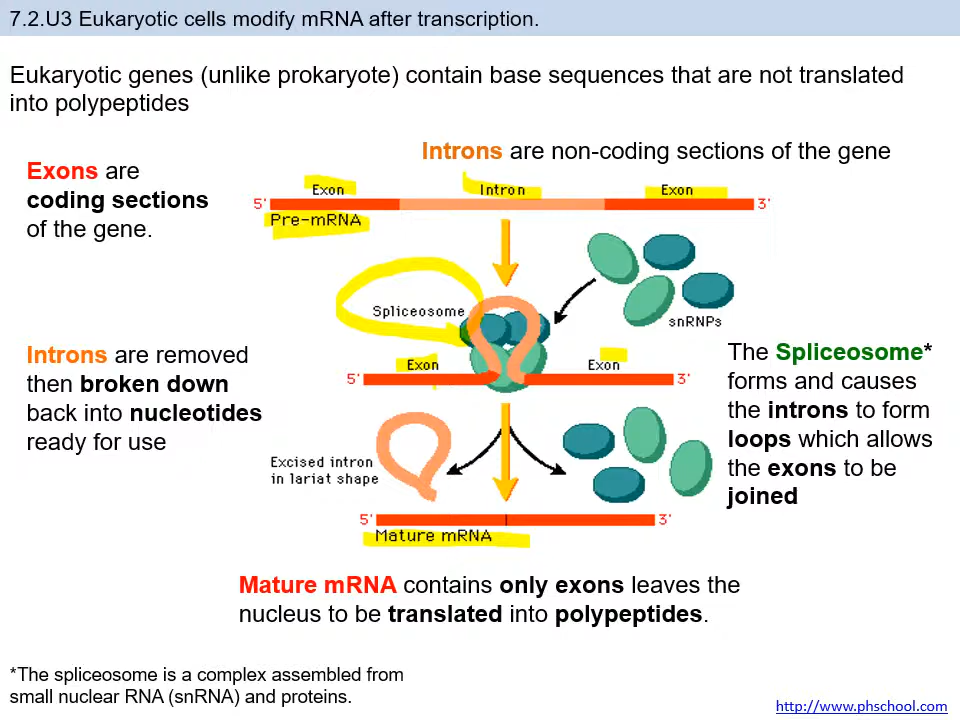 7.2.U3 Eukaryotic cells modify mRNA after transcription.
Eukaryotic genes (unlike prokaryote) contain base sequences that are not translated
into polypeptides
Introns are non-coding sections of the gene
Exons are
coding sections
of the gene.
Exon
Intron
Exon
5'
3'
Pre-mRNA
Spliceosome
snRNPs
Exon
Exon
5'
3'
Introns are removed
then broken down
back into nucleotides
ready for use
The Spliceosome*
forms and causes
the introns to form
loops which allows
the exons to be
joined
Excised intron
in lariat shape
5'
3'
Mature mRNA
Mature mRNA contains only exons leaves the
nucleus to be translated into polypeptides.
*The spliceosome is a complex assembled from
small nuclear RNA (snRNA) and proteins.
http://www.phschool.com